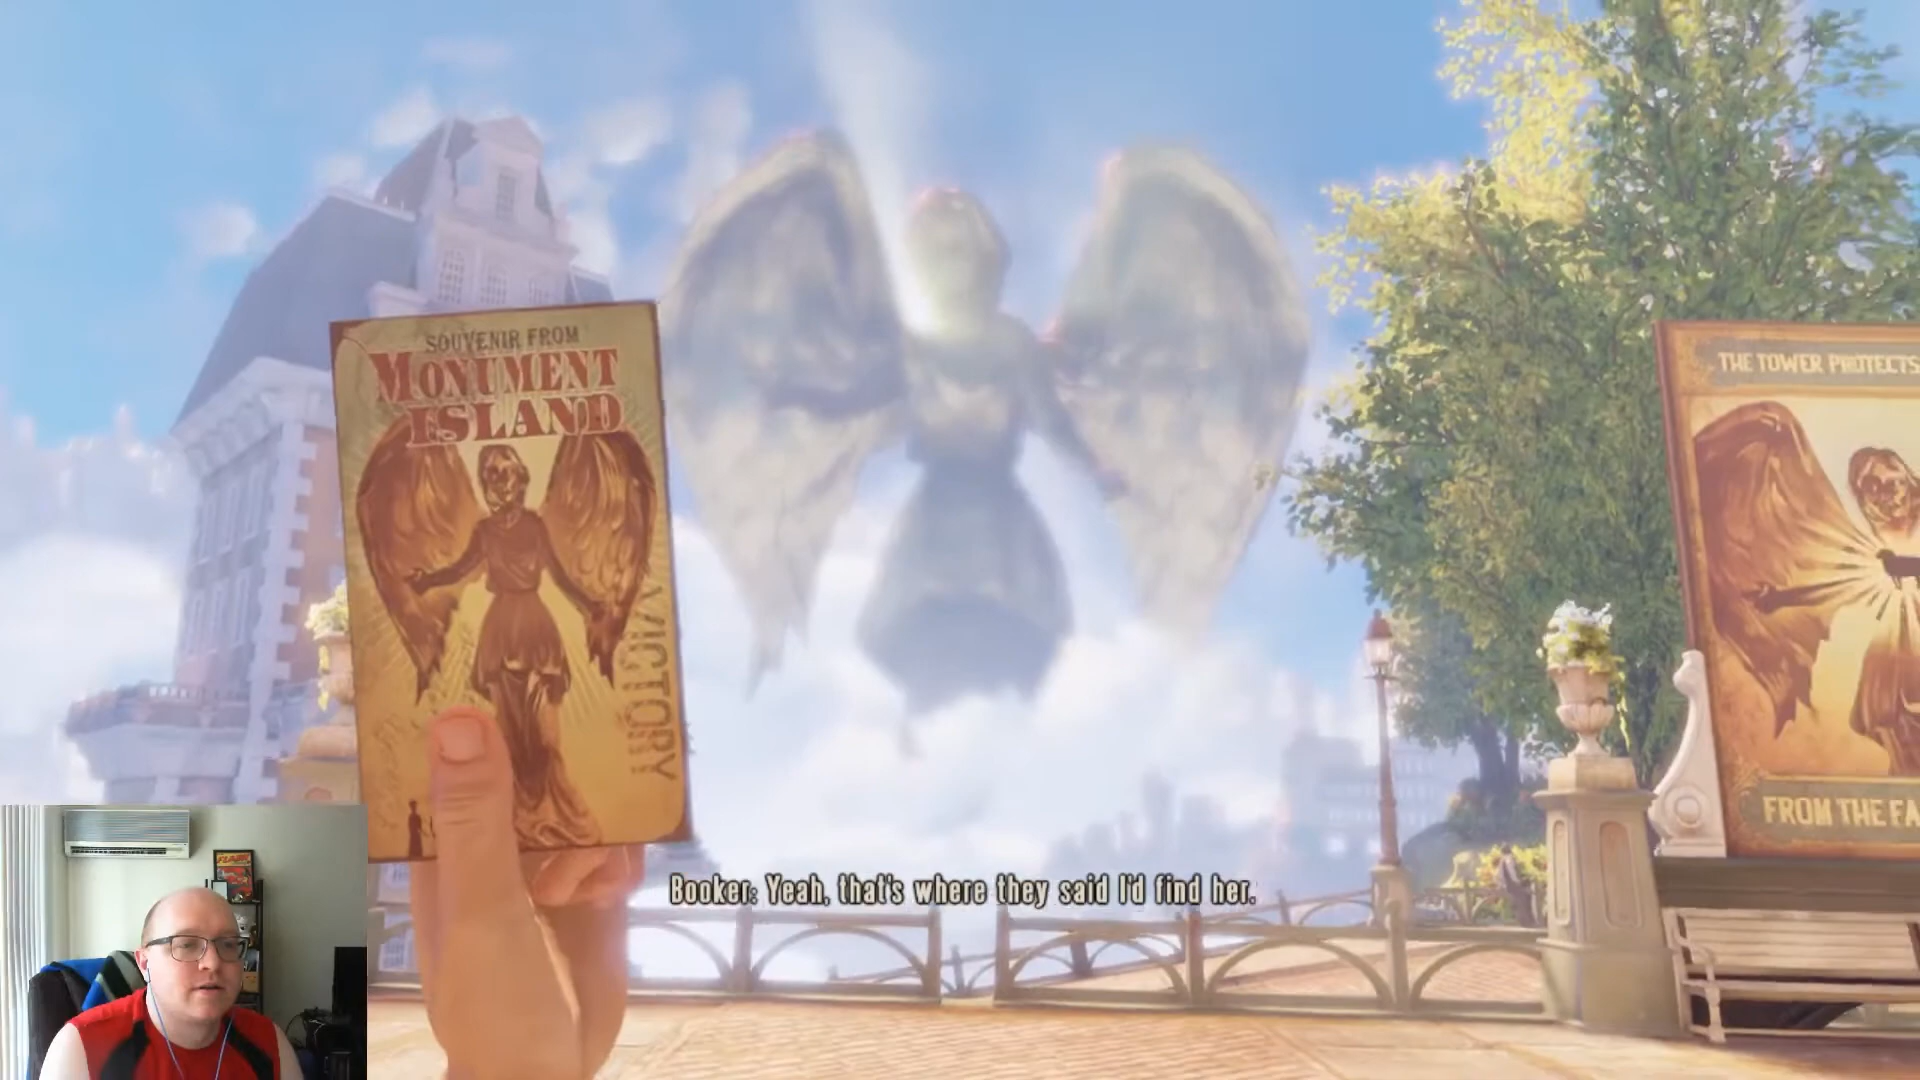 SOUVENIR FROM
MONUMENT
ISLAND
VICTORY
THE TOWER PROTECTS
FROM THE FA
Booker: Yeah, that's where they said I'd find her.
FLASH